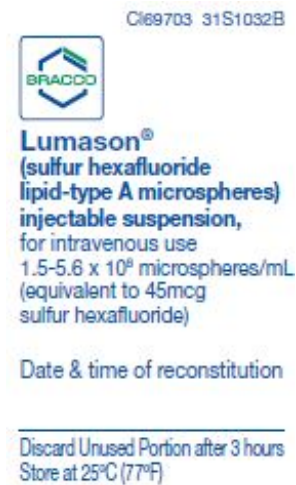 CI69703 31S1032B
BRACCO
Lumason®
(sulfur hexafluoride
lipid-type A microspheres)
injectable suspension,
for intravenous use
1.5-5.6 x 10⁸ microspheres/mL
(equivalent to 45mcg
sulfur hexafluoride)
Date & time of reconstitution
Discard Unused Portion after 3 hours
Store at 25ºC (77ºF)